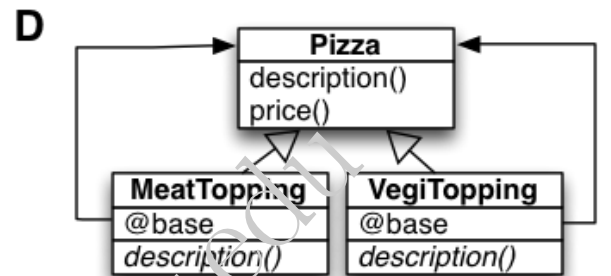 D
Pizza
description()
price()
MeatTopping
@base
description()
VegiTopping
@base
description()